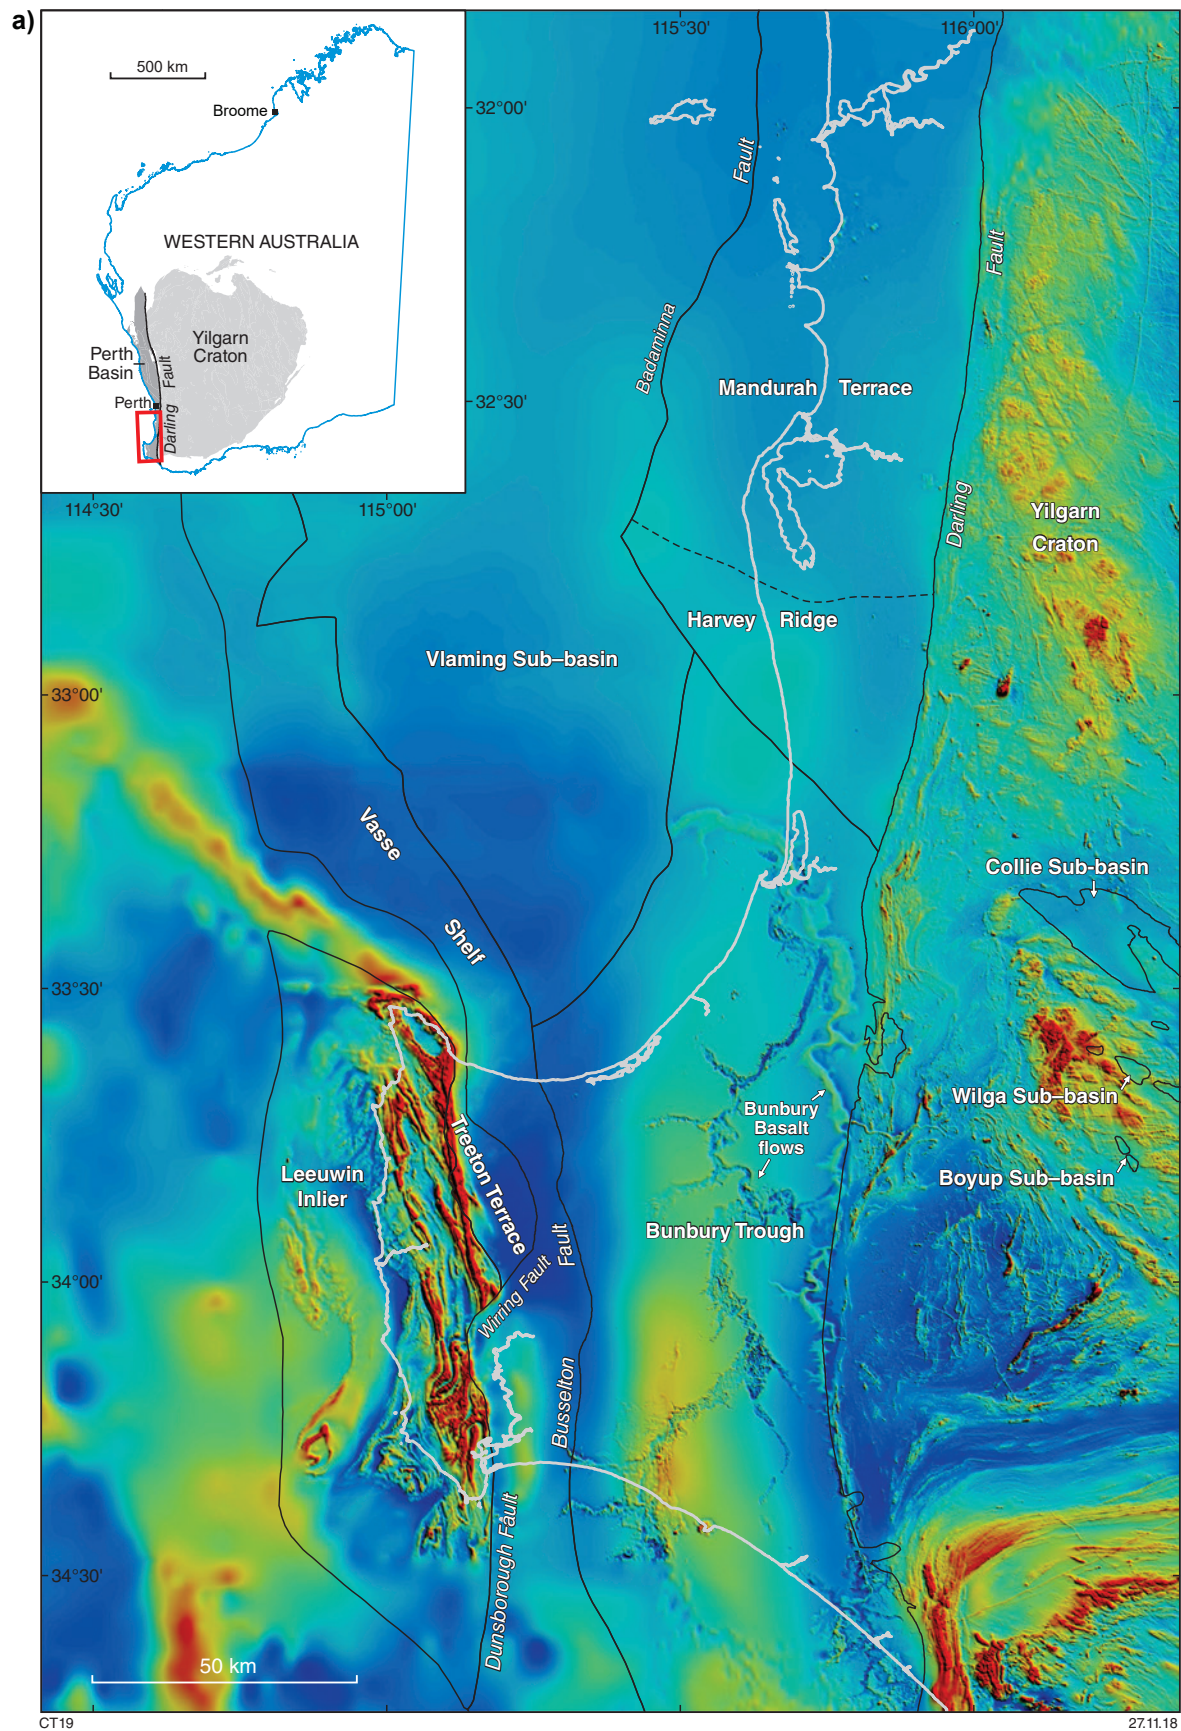 a)
500 km
Broome
WESTERN AUSTRALIA
Yilgarn
Craton
Perth
Basin
Fault
Perth
Darling
115°30'
116°00'
32°00'
Fault
Fault
Badaminna
Mandurah Terrace
32°30'
114°30'
115°00'
Darling
Yilgarn
Craton
Harvey Ridge
Vlaming Sub–basin
33°00'
Vasse
Shelf
Collie Sub-basin
33°30'
Wilga Sub–basin
Bunbury
Basalt
flows
Treeton Terrace
Leeuwin
Inlier
Boyup Sub–basin
Bunbury Trough
Fault
Wirring Fault
34°00'
Busselton
Dunsborough Fault
34°30'
50 km
CT19
27.11.18